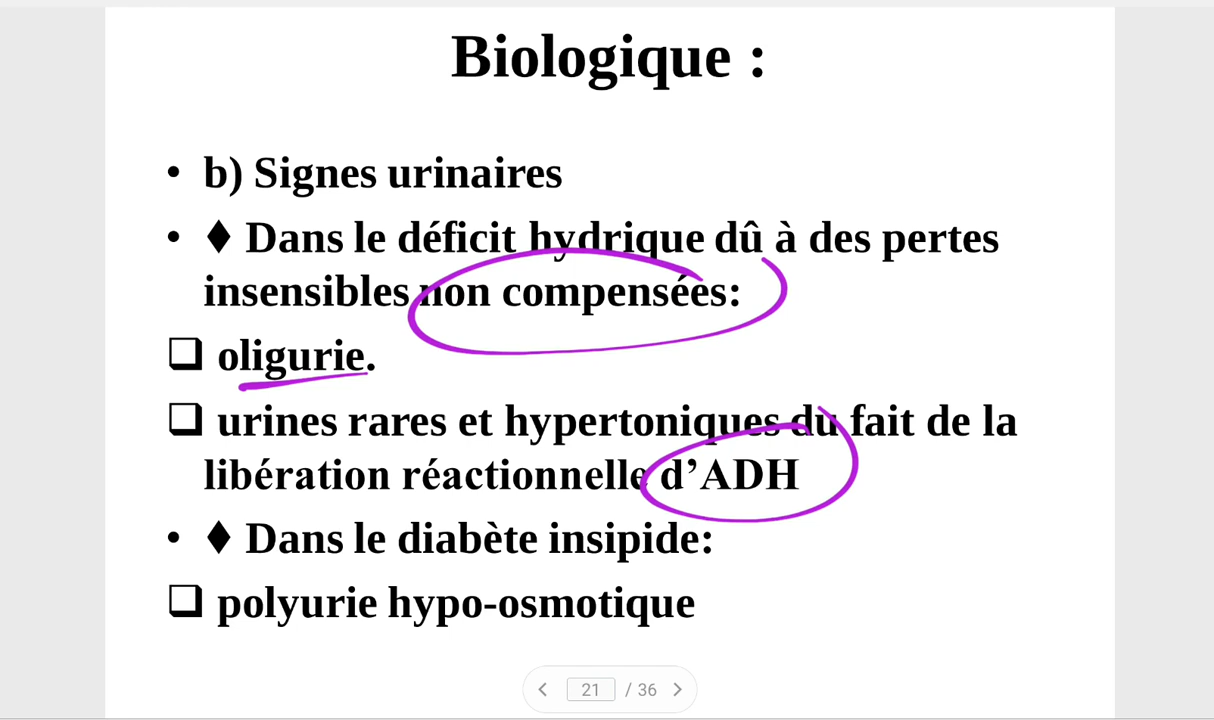 Biologique :
• b) Signes urinaires
• ♦ Dans le déficit hydrique dû à des pertes
insensibles non compensées:
❑ oligurie.
❑ urines rares et hypertoniques du fait de la
libération réactionnelle d’ADH
• ♦ Dans le diabète insipide:
❑ polyurie hypo-osmotique
21 / 36